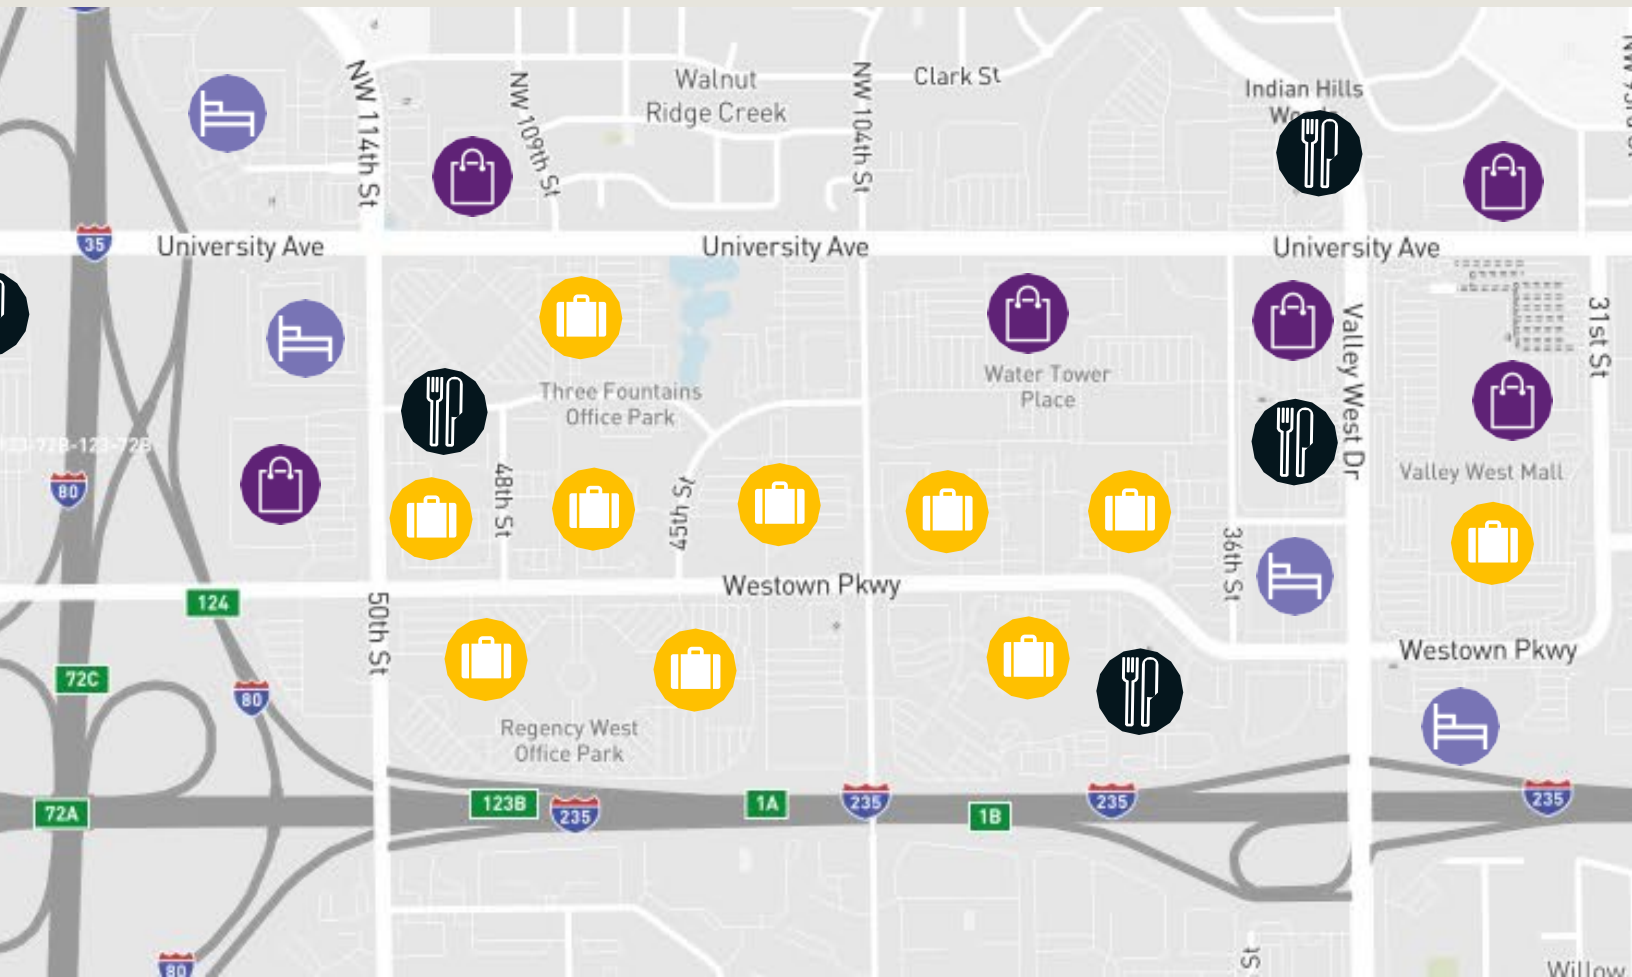 NW 114th St
NW 109th St
Walnut
Ridge Creek
NW 104th St
Clark St
Indian Hills
35
University Ave
University Ave
University Ave
Three Fountains
Office Park
Water Tower
Place
Valley West Dr
31st St
80
48th St
45th St
Valley West Mall
36th St
Westown Pkwy
124
50th St
Westown Pkwy
72C
80
Regency West
Office Park
72A
123B
235
1A
235
1B
235
235
80
St
Willow